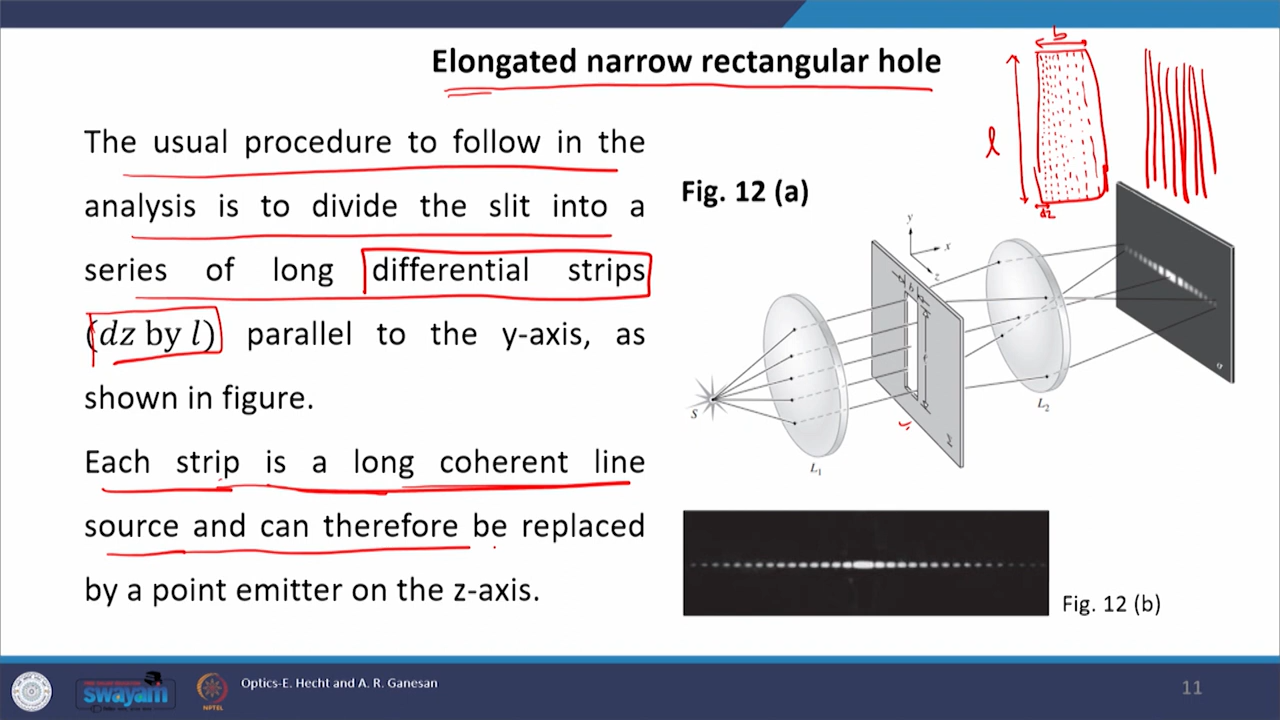 Elongated narrow rectangular hole
The usual procedure to follow in the
analysis is to divide the slit into a
series of long differential strips
(dz by l) parallel to the y-axis, as
shown in figure.
Each strip is a long coherent line
source and can therefore be replaced
by a point emitter on the z-axis.
b
l
dz
Fig. 12 (a)
y
x
z
b
l
S
L1
Σ
L2
σ
Fig. 12 (b)
swayam
NPTEL
Optics-E. Hecht and A. R. Ganesan
11